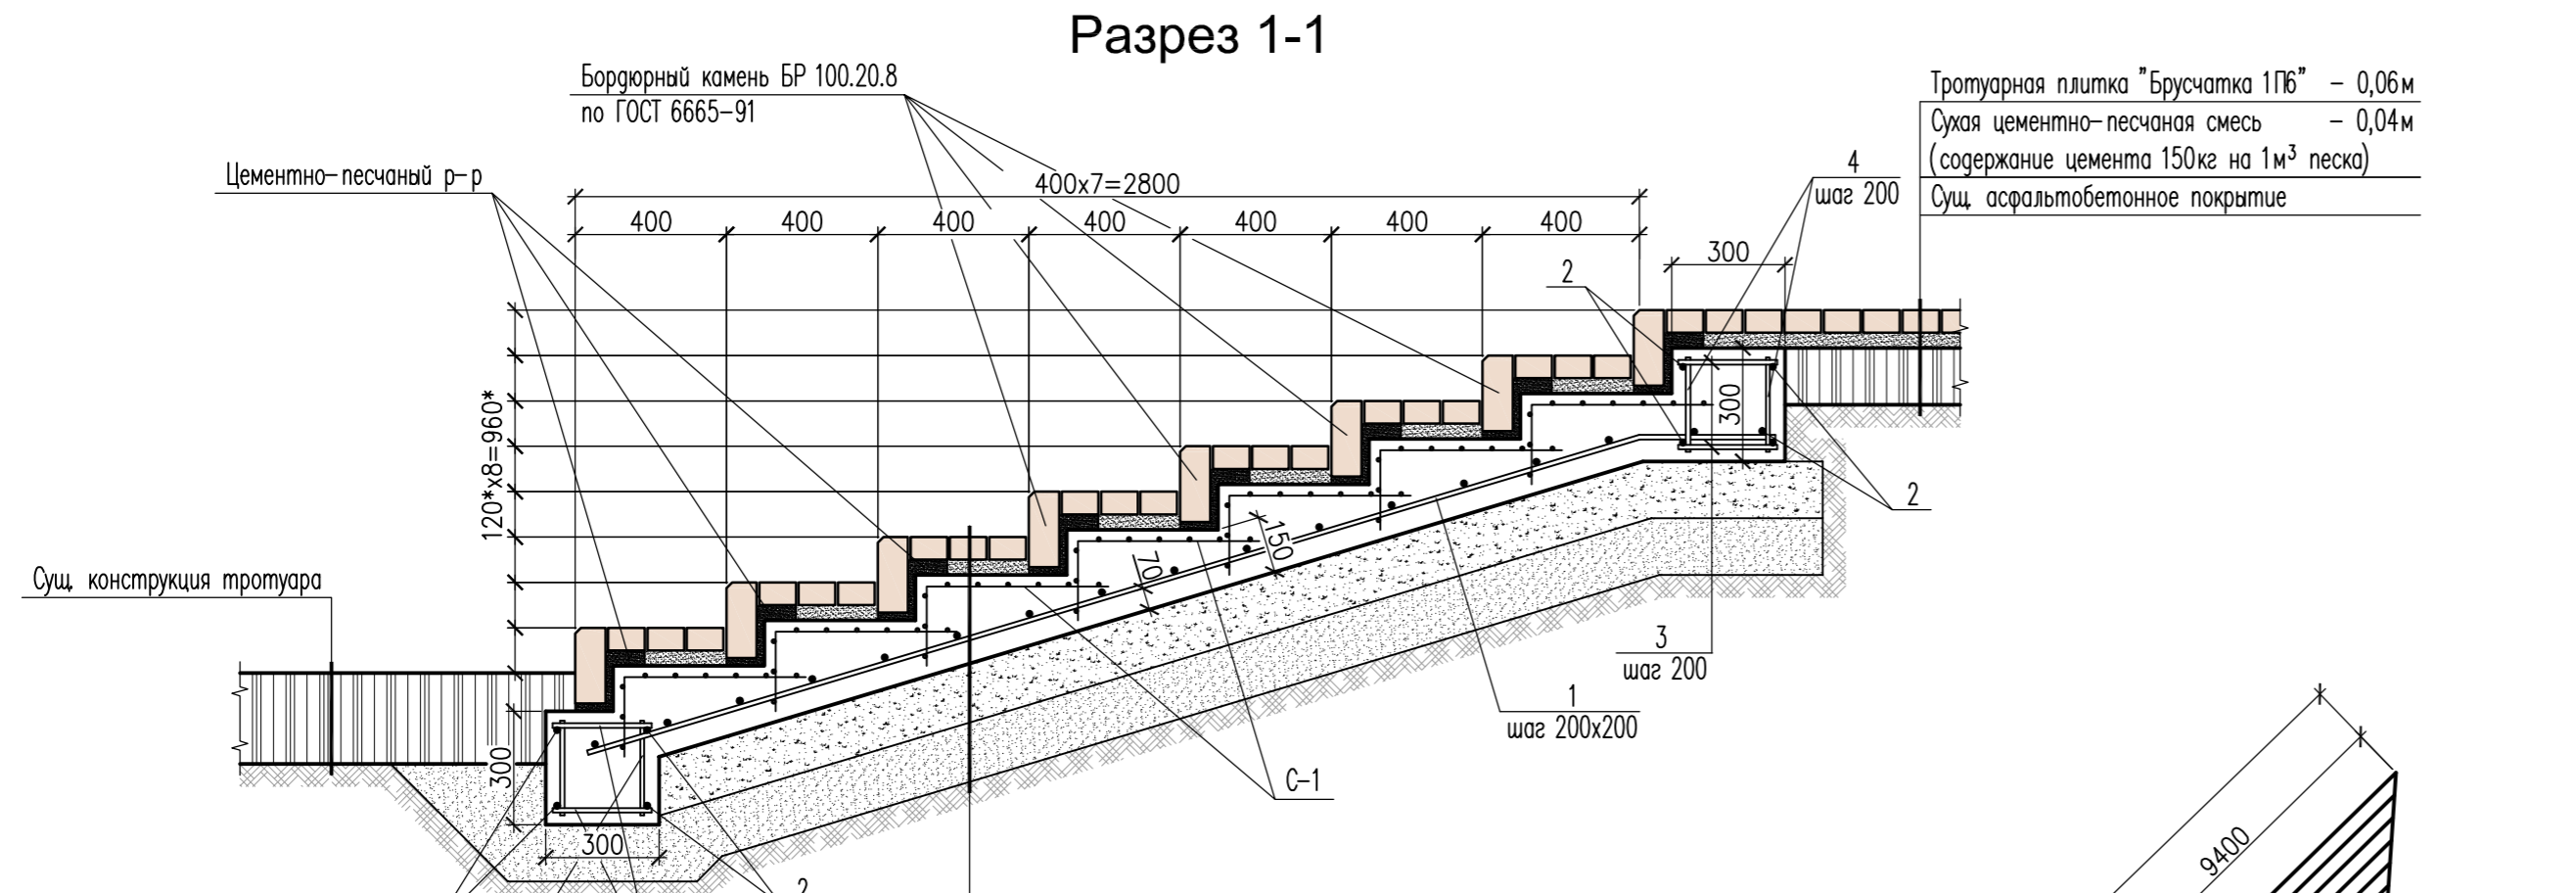 Разрез 1-1
Бордюрный камень БР 100.20.8
по ГОСТ 6665-91
Тротуарная плитка "Брусчатка 1П6" - 0,06м
Сухая цементно-песчаная смесь - 0,04м
(содержание цемента 150кг на 1м³ песка)
Сущ. асфальтобетонное покрытие
Цементно-песчаный р-р
4
шаг 200
400x7=2800
400
400
400
400
400
400
400
300
2
300
120*x8=960*
2
150
70
Сущ. конструкция тротуара
3
шаг 200
1
шаг 200x200
С-1
300
300
2
9400